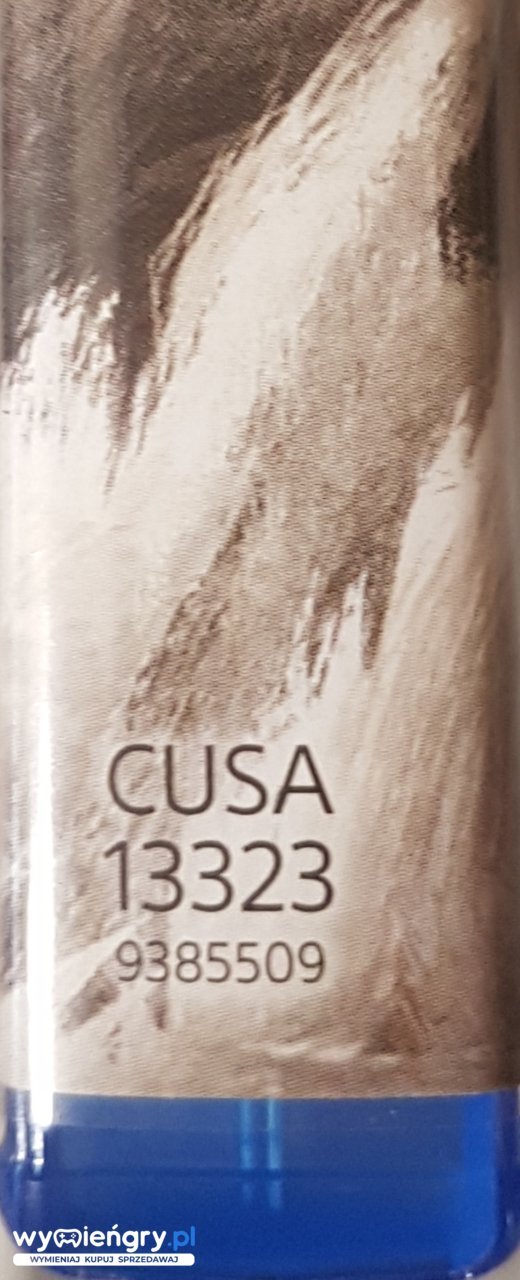 CUSA
13323
9385509
wymieńgry.pl
WYMIENIAJ KUPUJ SPRZEDAWAJ